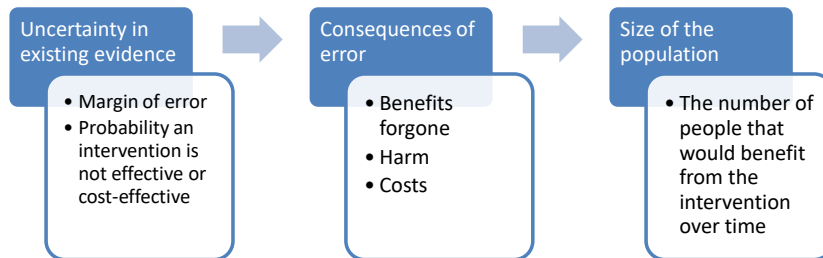 Uncertainty in
existing evidence
• Margin of error
• Probability an
intervention is
not effective or
cost-effective
Consequences of
error
• Benefits
forgone
• Harm
• Costs
Size of the
population
• The number of
people that
would benefit
from the
intervention
over time